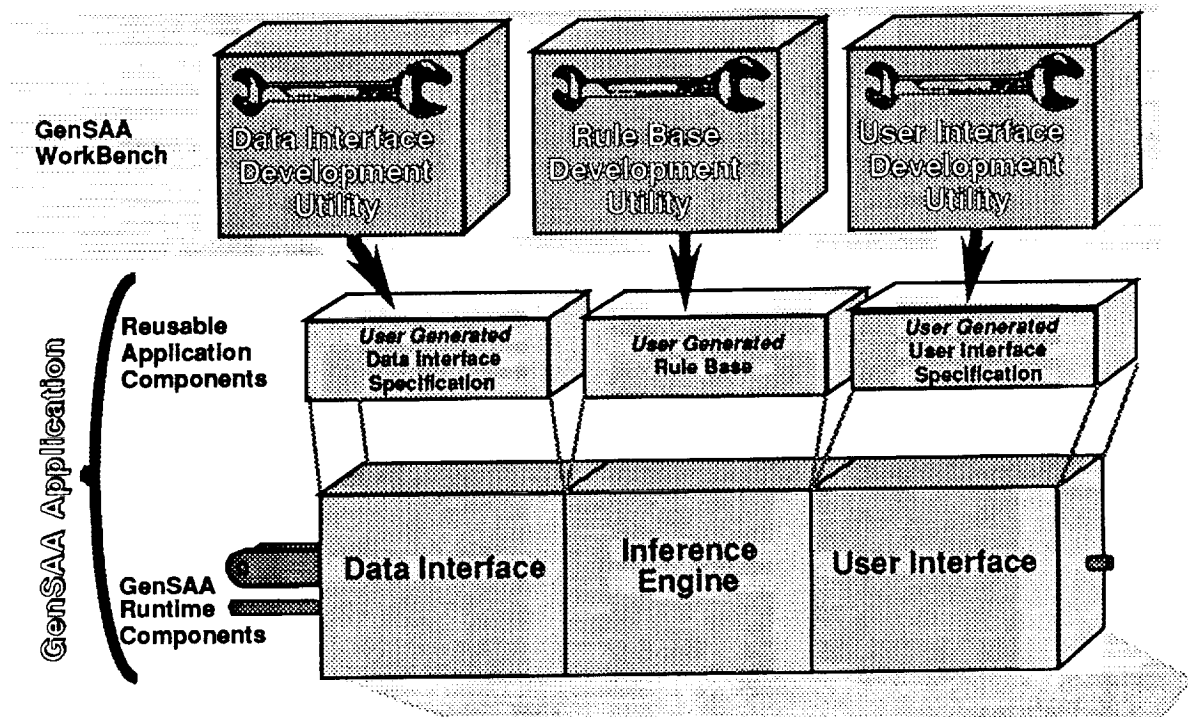 GenSAA
WorkBench
Data Interface
Development
Utility
Rule Base
Development
Utility
User Interface
Development
Utility
GenSAA Application
Reusable
Application
Components
User Generated
Data Interface
Specification
User Generated
Rule Base
User Generated
User Interface
Specification
GenSAA
Runtime
Components
Data Interface
Inference
Engine
User Interface